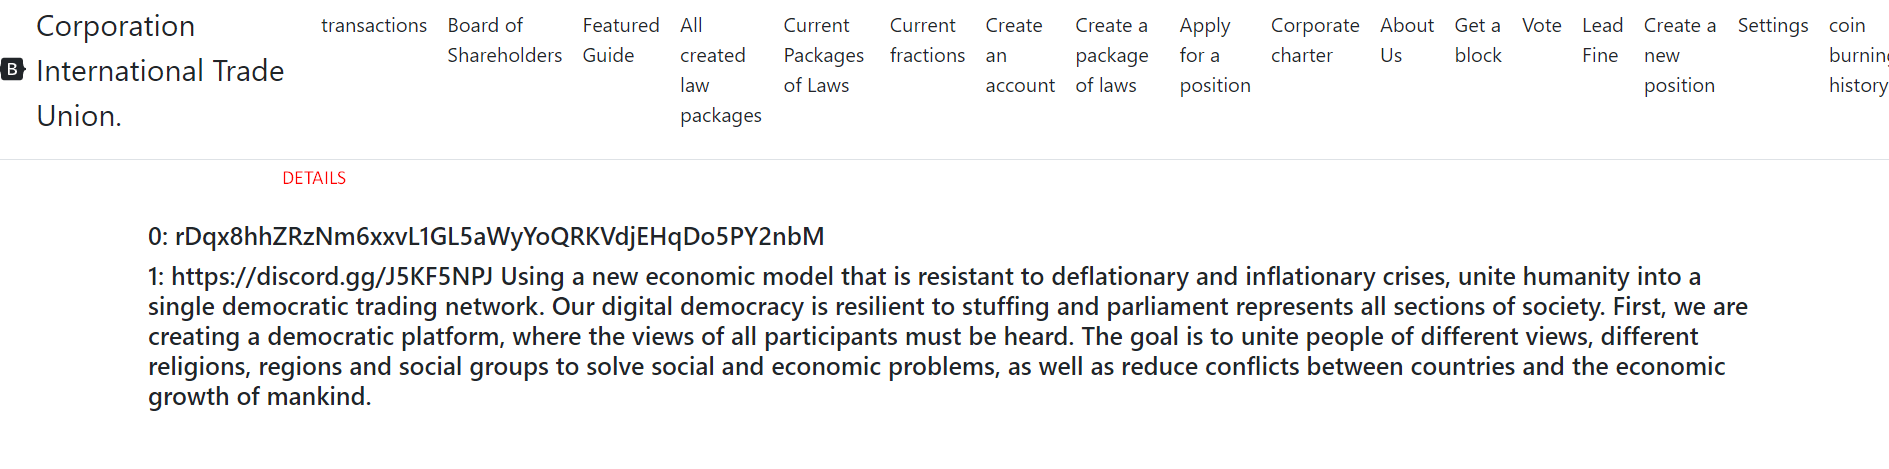 Corporation
International Trade
Union.
transactions
Board of
Shareholders
Featured
Guide
All
created
law
packages
Current
Packages
of Laws
Current
fractions
Create
an
account
Create a
package
of laws
Apply
for a
position
Corporate
charter
About
Us
Get a
block
Vote
Lead
Fine
Create a
new
position
Settings
coin
burning
history
B
DETAILS
0: rDqx8hhZRzNm6xxvL1GL5aWyYoQRKVdjEHqDo5PY2nbM
1: https://discord.gg/J5KF5NPJ Using a new economic model that is resistant to deflationary and inflationary crises, unite humanity into a
single democratic trading network. Our digital democracy is resilient to stuffing and parliament represents all sections of society. First, we are
creating a democratic platform, where the views of all participants must be heard. The goal is to unite people of different views, different
religions, regions and social groups to solve social and economic problems, as well as reduce conflicts between countries and the economic
growth of mankind.